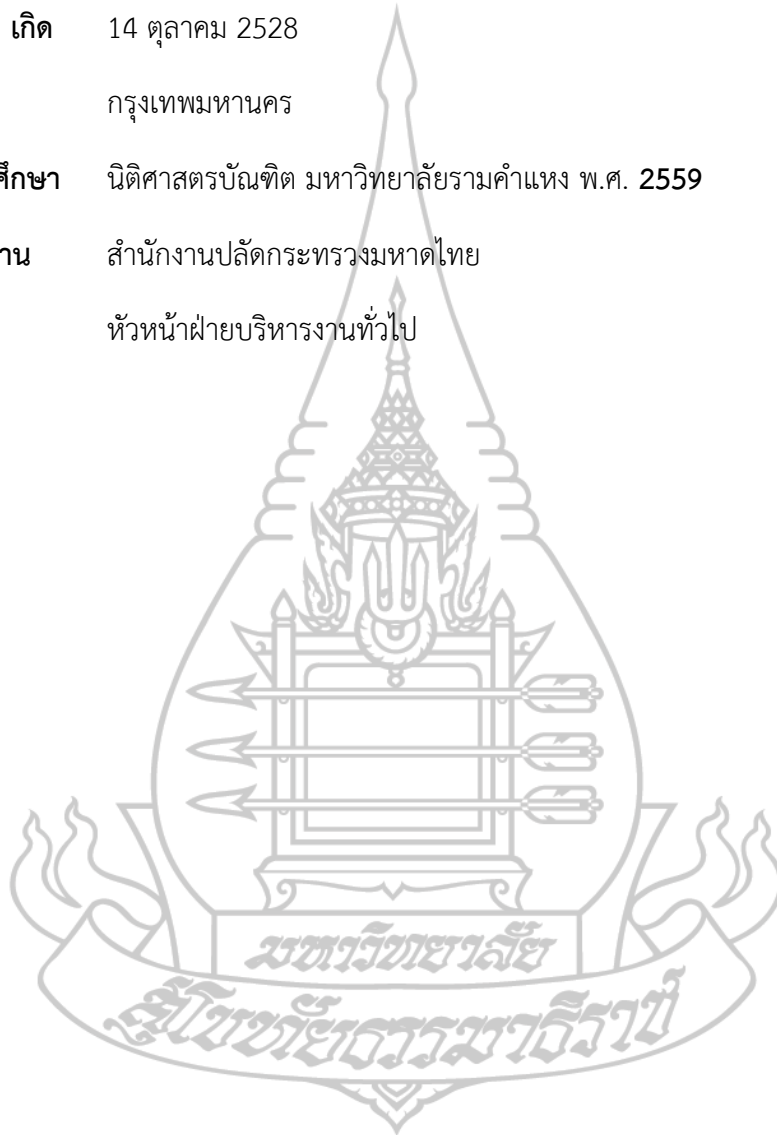 เกิด 14 ตุลาคม 2528
กรุงเทพมหานคร
ศึกษา นิติศาสตรบัณฑิต มหาวิทยาลัยรามคำแหง พ.ศ. 2559
าน สำนักงานปลัดกระทรวงมหาดไทย
หัวหน้าฝ่ายบริหารงานทั่วไป
มหาวิทยาลัย
สุโขทัยธรรมาธิราช